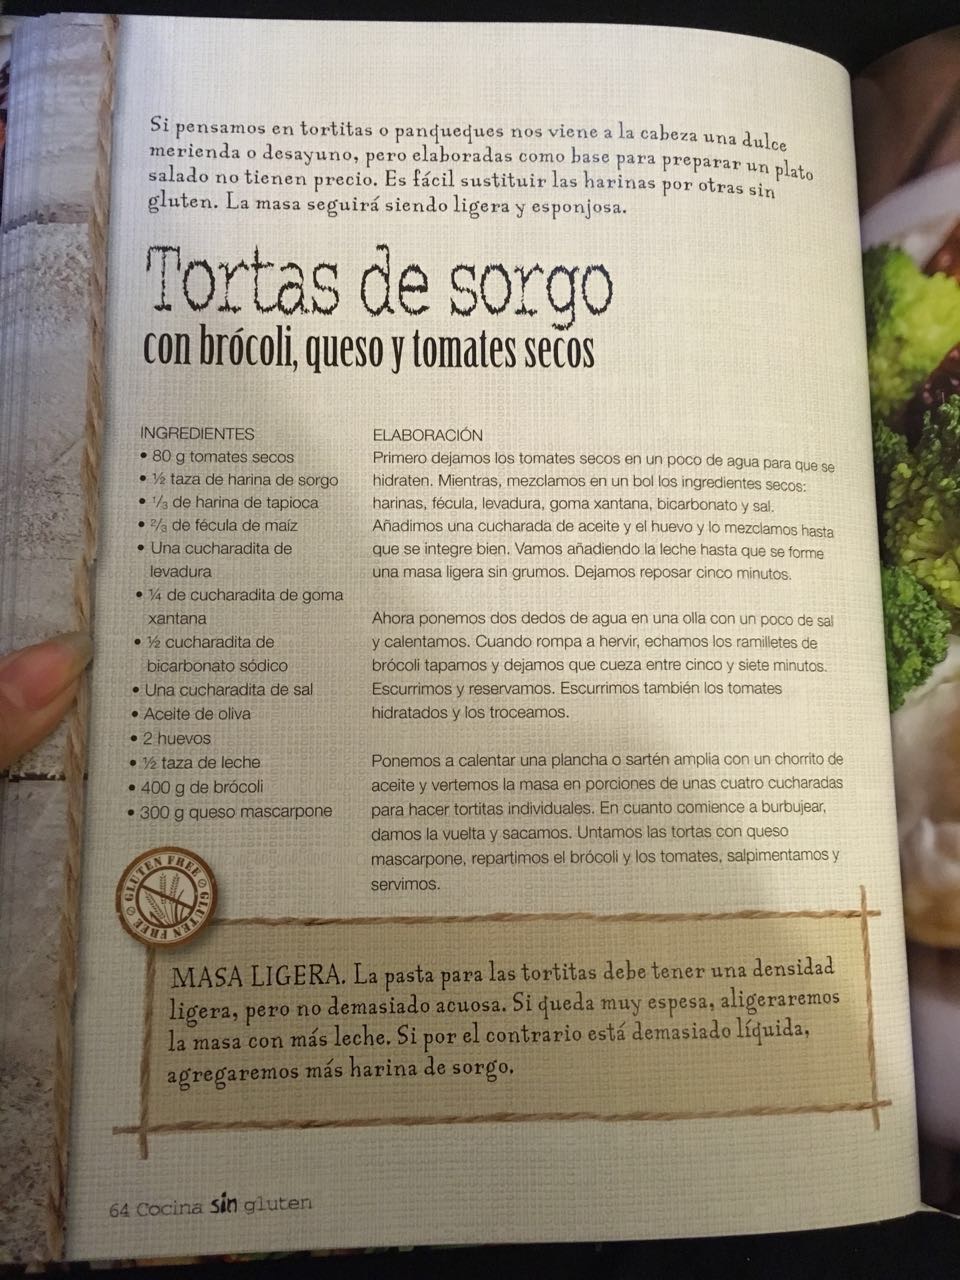 Si pensamos en tortitas o panqueques nos viene a la cabeza una dulce
merienda o desayuno, pero elaboradas como base para preparar un plato
salado no tienen precio. Es fácil sustituir las harinas por otras sin
gluten. La masa seguirá siendo ligera y esponjosa.
Tortas de sorgo
con brócoli, queso y tomates secos
INGREDIENTES
• 80 g tomates secos
• ½ taza de harina de sorgo
• ⅓ de harina de tapioca
• ⅔ de fécula de maíz
• Una cucharadita de
levadura
• ¼ de cucharadita de goma
xantana
• ½ cucharadita de
bicarbonato sódico
• Una cucharadita de sal
• Aceite de oliva
• 2 huevos
• ½ taza de leche
• 400 g de brócoli
• 300 g queso mascarpone
ELABORACIÓN
Primero dejamos los tomates secos en un poco de agua para que se
hidraten. Mientras, mezclamos en un bol los ingredientes secos:
harinas, fécula, levadura, goma xantana, bicarbonato y sal.
Añadimos una cucharada de aceite y el huevo y lo mezclamos hasta
que se integre bien. Vamos añadiendo la leche hasta que se forme
una masa ligera sin grumos. Dejamos reposar cinco minutos.
Ahora ponemos dos dedos de agua en una olla con un poco de sal
y calentamos. Cuando rompa a hervir, echamos los ramilletes de
brócoli tapamos y dejamos que cueza entre cinco y siete minutos.
Escurrimos y reservamos. Escurrimos también los tomates
hidratados y los troceamos.
Ponemos a calentar una plancha o sartén amplia con un chorrito de
aceite y vertemos la masa en porciones de unas cuatro cucharadas
para hacer tortitas individuales. En cuanto comience a burbujear,
damos la vuelta y sacamos. Untamos las tortas con queso
mascarpone, repartimos el brócoli y los tomates, salpimentamos y
servimos.
GLUTEN FREE GLUTEN FREE
MASA LIGERA. La pasta para las tortitas debe tener una densidad
ligera, pero no demasiado acuosa. Si queda muy espesa, aligeraremos
la masa con más leche. Si por el contrario está demasiado líquida,
agregaremos más harina de sorgo.
64 Cocina sin gluten